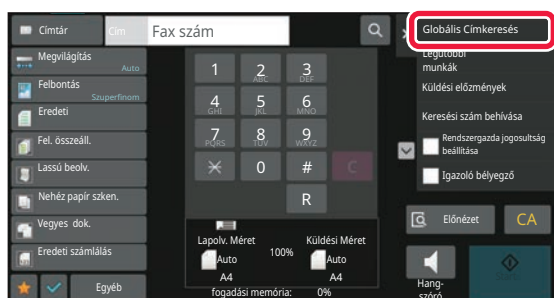 Címtár
Cím
Fax szám
Globális Címkeresés
Megvilágítás
Auto
Felbontás
Szuperfinom
Eredeti
Fel. összeáll.
Lassú beolv.
Nehéz papír szken.
Vegyes dok.
Eredeti számlálás
Egyéb
1
2
ABC
3
DEF
4
GHI
5
JKL
6
MNO
7
PQRS
8
TUV
9
WXYZ
0
#
C
R
Lapolv. Méret
Auto
A4
100%
Küldési Méret
Auto
A4
fogadási memória: 0%
Legutóbbi
munkák
Küldési előzmények
Keresési szám behívása
Rendszergazda jogosultság
beállítása
Igazoló bélyegző
Előnézet
CA
Hang-
szóró